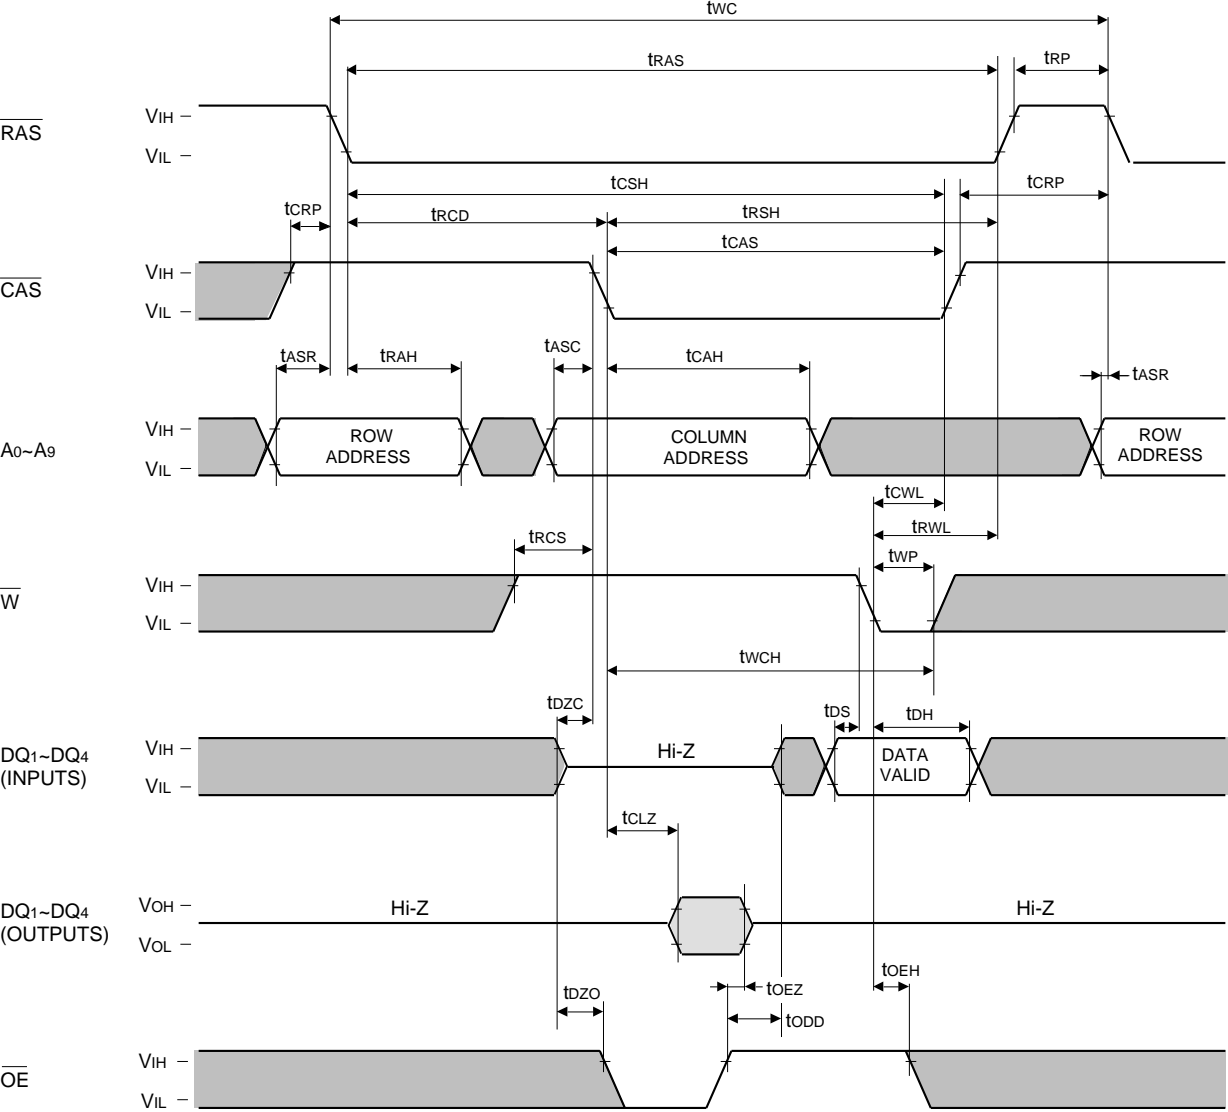 tWC
tRAS
tRP
RAS
VIH
VIL
tCSH
tCRP
tCRP
tRCD
tRSH
tCAS
CAS
VIH
VIL
tASR
tRAH
tASC
tCAH
tASR
A0~A9
VIH
VIL
ROW
ADDRESS
COLUMN
ADDRESS
ROW
ADDRESS
tCWL
tRWL
tRCS
tWP
W
VIH
VIL
tWCH
tDZC
tDS
tDH
DQ1~DQ4
(INPUTS)
VIH
VIL
Hi-Z
DATA
VALID
tCLZ
DQ1~DQ4
(OUTPUTS)
VOH
VOL
Hi-Z
Hi-Z
tDZO
tOEZ
tOEH
tODD
OE
VIH
VIL